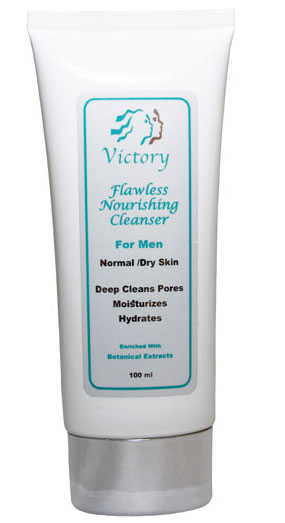 Victory
Flawless
Nourishing
Cleanser
For Men
Normal /Dry Skin
Deep Cleans Pores
Moisturizes
Hydrates
Enriched With
Botanical Extracts
100 ml